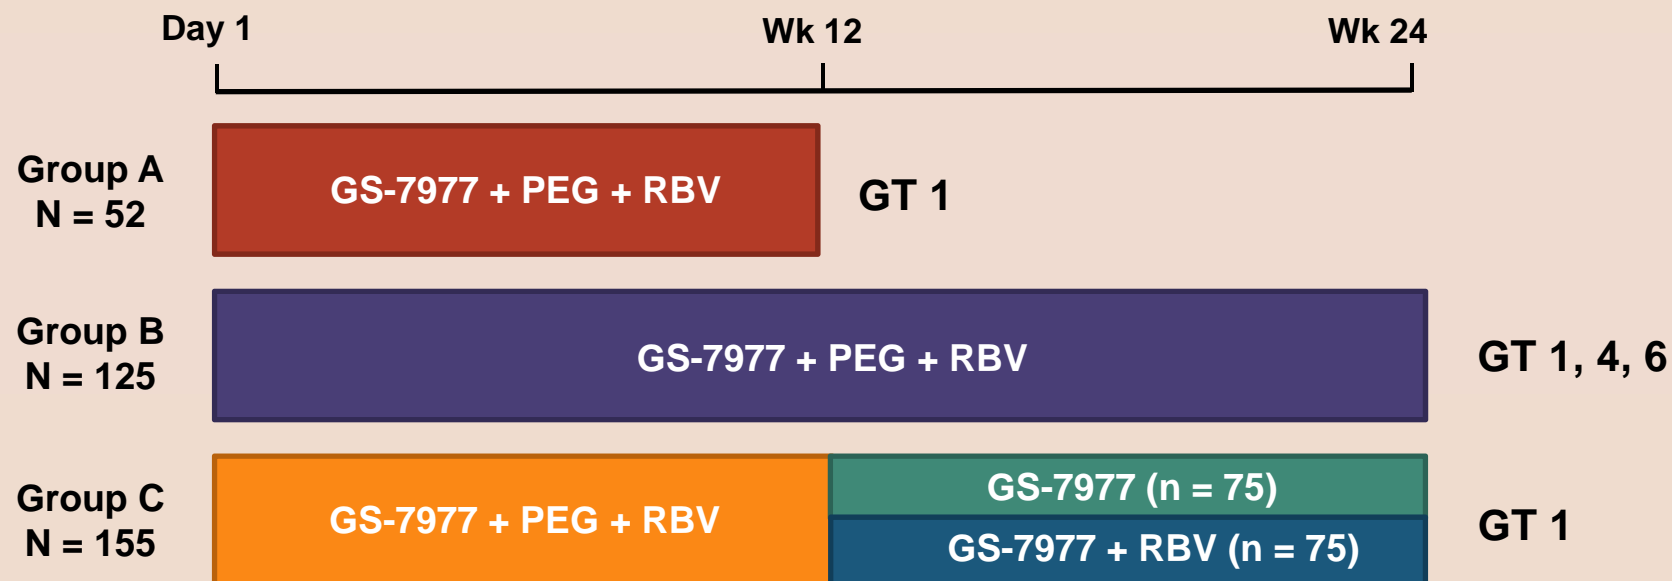 Day 1
Wk 12
Wk 24
Group A
N = 52
GS-7977 + PEG + RBV
GT 1
Group B
N = 125
GS-7977 + PEG + RBV
GT 1, 4, 6
Group C
N = 155
GS-7977 + PEG + RBV
GS-7977 (n = 75)
GS-7977 + RBV (n = 75)
GT 1